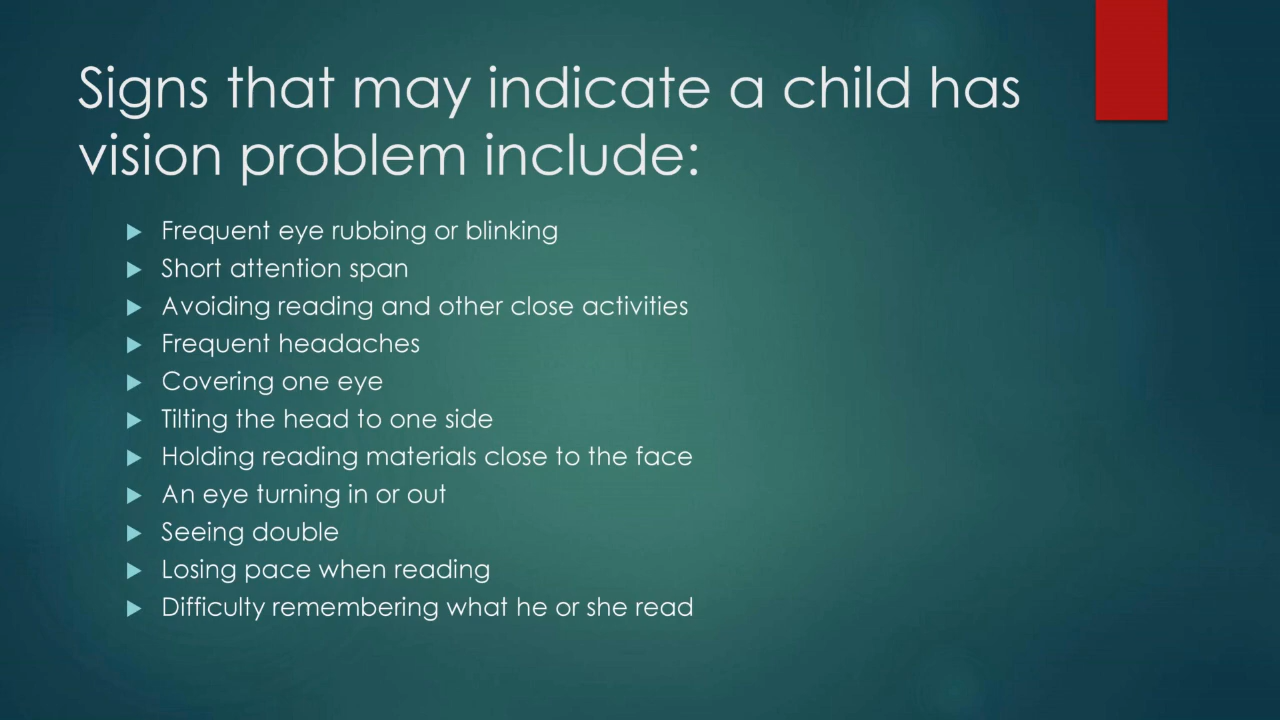 Signs that may indicate a child has
vision problem include:
Frequent eye rubbing or blinking
Short attention span
Avoiding reading and other close activities
Frequent headaches
Covering one eye
Tilting the head to one side
Holding reading materials close to the face
An eye turning in or out
Seeing double
Losing pace when reading
Difficulty remembering what he or she read